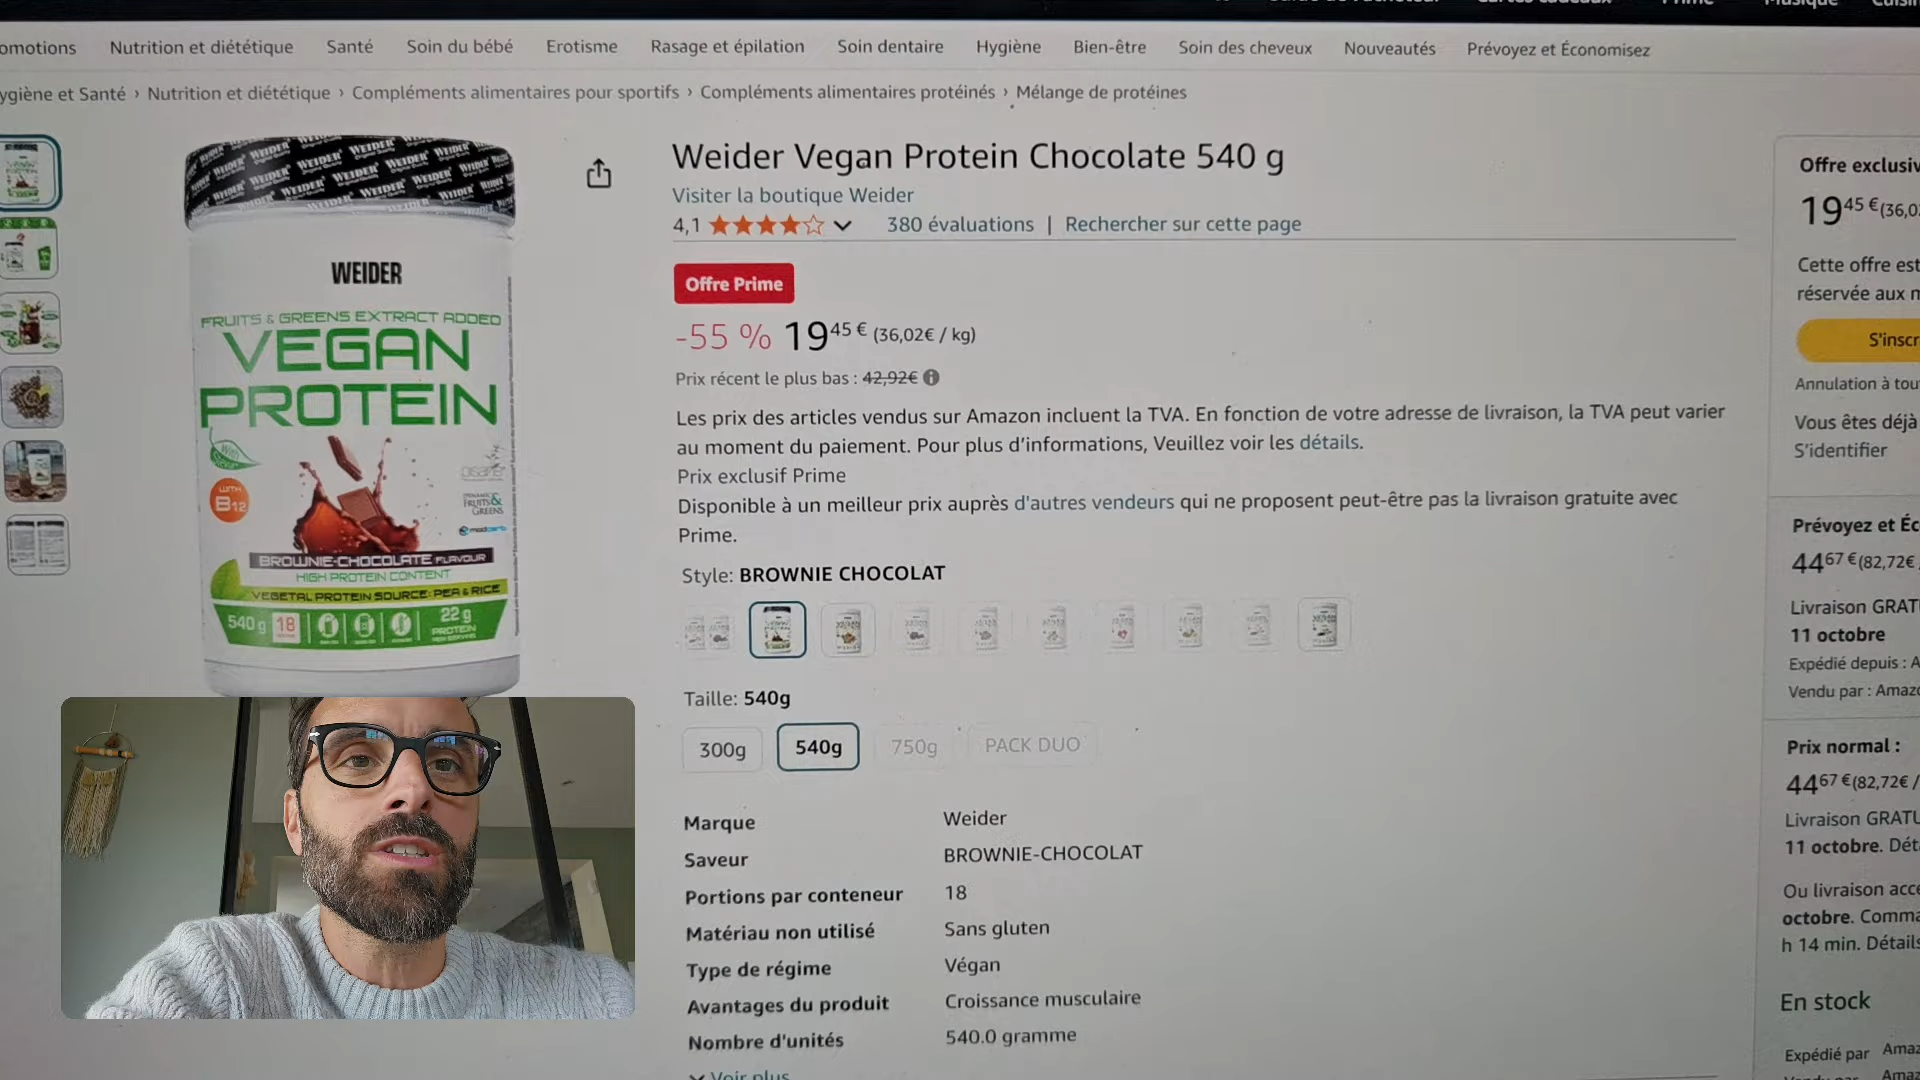 Nutrition et diététique Santé Soin du bébé Erotisme Rasage et épilation Soin dentaire Hygiène Bien-être Soin des cheveux Nouveautés Prévoyez et Économisez
ygiène et Santé › Nutrition et diététique › Compléments alimentaires pour sportifs › Compléments alimentaires protéinés › Mélange de protéines
WEIDER
FRUITS & GREENS EXTRACT ADDED
VEGAN
PROTEIN
WITH
B12
FRUITS &
GREENS
BROWNIE-CHOCOLATE FLAVOUR
HIGH PROTEIN CONTENT
VEGETAL PROTEIN SOURCE: PEA & RICE
540 g 18
22 g
PROTEIN
Weider Vegan Protein Chocolate 540 g
Visiter la boutique Weider
4,1 380 évaluations | Rechercher sur cette page
Offre Prime
-55 % 19,45 € (36,02€ / kg)
Prix récent le plus bas : 42,92€
Les prix des articles vendus sur Amazon incluent la TVA. En fonction de votre adresse de livraison, la TVA peut varier
au moment du paiement. Pour plus d’informations, Veuillez voir les détails.
Prix exclusif Prime
Disponible à un meilleur prix auprès d'autres vendeurs qui ne proposent peut-être pas la livraison gratuite avec
Prime.
Style: BROWNIE CHOCOLAT
Taille: 540g
300g 540g 750g PACK DUO
Marque Weider
Saveur BROWNIE-CHOCOLAT
Portions par conteneur 18
Matériau non utilisé Sans gluten
Type de régime Végan
Avantages du produit Croissance musculaire
Nombre d'unités 540.0 gramme
Voir plus
Offre exclusiv
19,45 € (36,0
Cette offre est
réservée aux m
S'inscr
Annulation à tou
Vous êtes déjà
S'identifier
Prévoyez et Éc
44,67 € (82,72€
Livraison GRAT
11 octobre
Expédié depuis : A
Vendu par : Amazo
Prix normal :
44,67 € (82,72€ /
Livraison GRATU
11 octobre. Dét
Ou livraison accé
octobre. Comma
h 14 min. Détails
En stock
Expédié par Amaz
Amaz